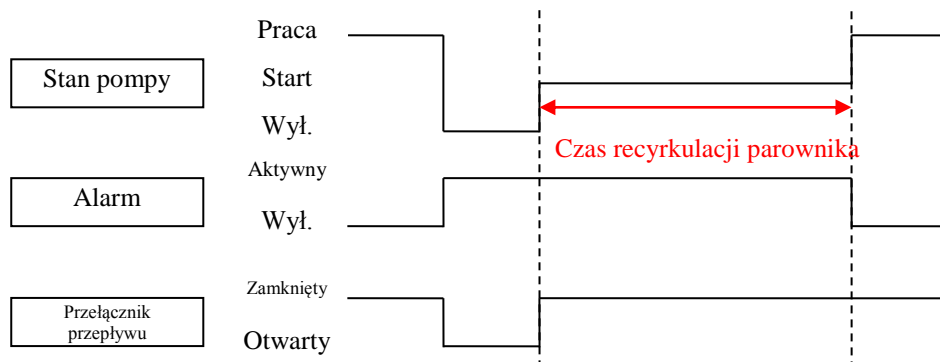 Praca
Stan pompy
Start
Wył.
Czas recyrkulacji parownika
Aktywny
Alarm
Wył.
Zamknięty
Przełącznik
przepływu
Otwarty